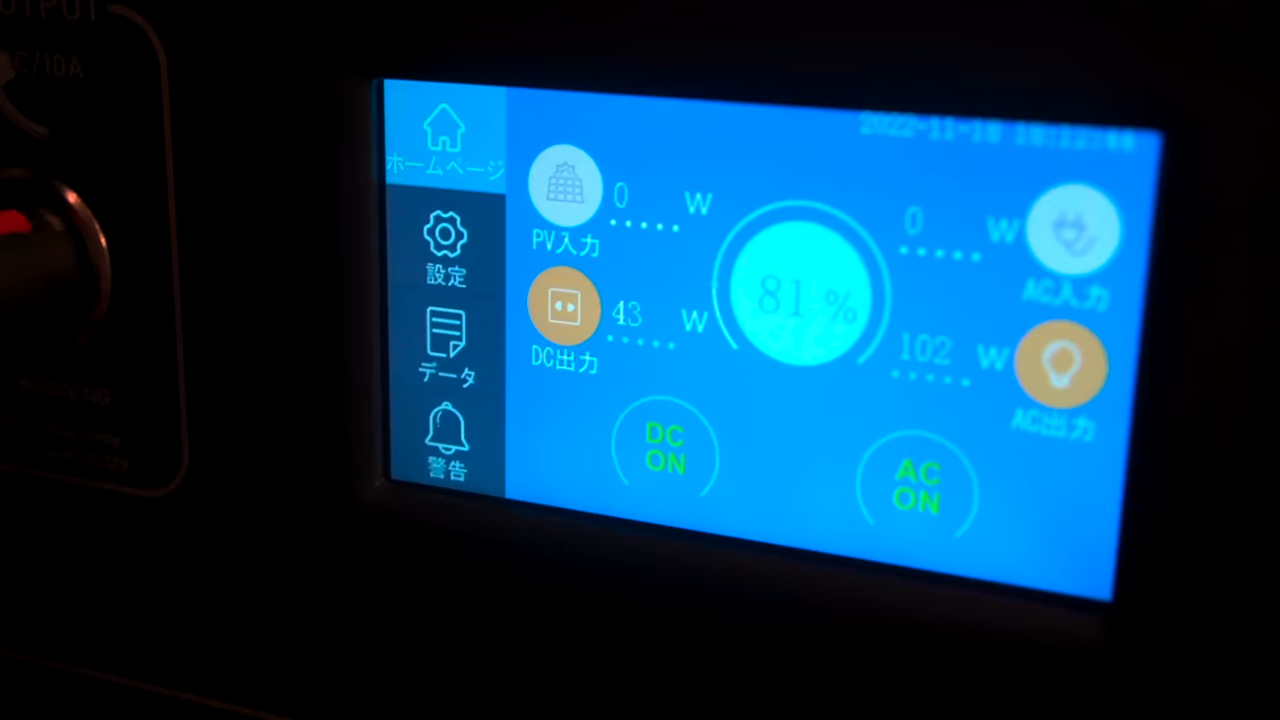 /10A
ホームページ
設定
データ
警告
0 W
PV入力
43 W
DC出力
81 %
0 W
AC入力
102 W
AC出力
DC
ON
AC
ON